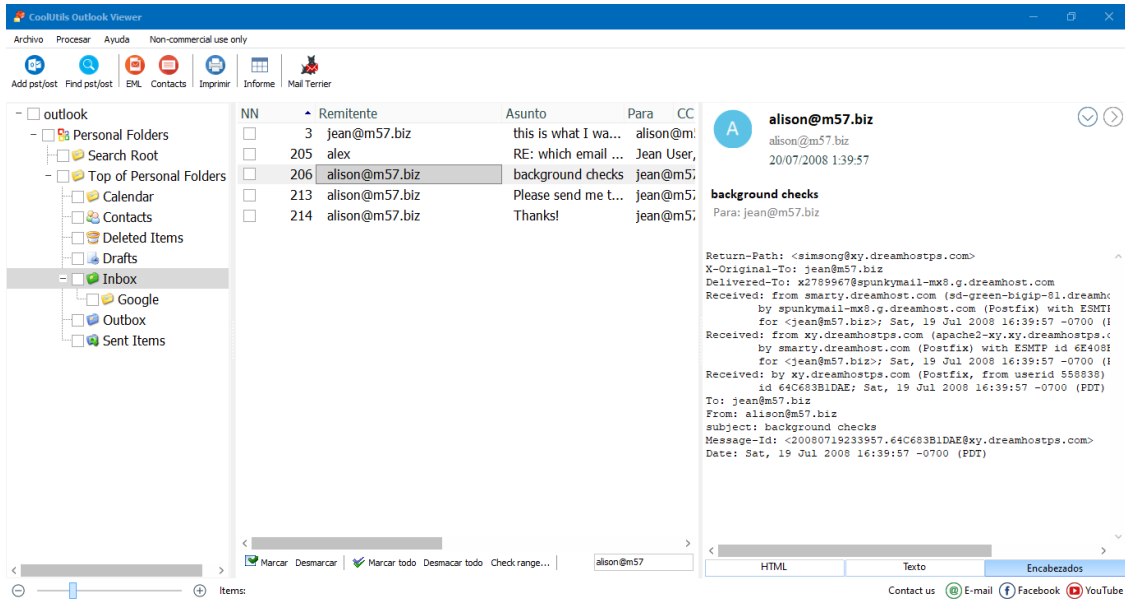 CoolUtils Outlook Viewer
Archivo Procesar Ayuda Non-commercial use only
Add pst/ost Find pst/ost EML Contacts Imprimir Informe Mail Terrier
outlook
Personal Folders
Search Root
Top of Personal Folders
Calendar
Contacts
Deleted Items
Drafts
Inbox
Google
Outbox
Sent Items
NN Remitente Asunto Para CC
3 jean@m57.biz this is what I wa... alison@m
205 alex RE: which email ... Jean User,
206 alison@m57.biz background checks jean@m57
213 alison@m57.biz Please send me t... jean@m57
214 alison@m57.biz Thanks! jean@m57
Marcar Desmarcar Marcar todo Desmacar todo Check range... alison@m57
A
alison@m57.biz
alison@m57.biz
20/07/2008 1:39:57
background checks
Para: jean@m57.biz
Return-Path: <simsong@xy.dreamhostps.com>
X-Original-To: jean@m57.biz
Delivered-To: x2789967@spunkymail-mx8.g.dreamhost.com
Received: from smarty.dreamhost.com (sd-green-bigip-81.dreamho
by spunkymail-mx8.g.dreamhost.com (Postfix) with ESMTP
for <jean@m57.biz>; Sat, 19 Jul 2008 16:39:57 -0700 (P
Received: from xy.dreamhostps.com (apache2-xy.xy.dreamhostps.c
by smarty.dreamhost.com (Postfix) with ESMTP id 6E408
for <jean@m57.biz>; Sat, 19 Jul 2008 16:39:57 -0700 (P
Received: by xy.dreamhostps.com (Postfix, from userid 558838)
id 64C683B1DAE; Sat, 19 Jul 2008 16:39:57 -0700 (PDT)
To: jean@m57.biz
From: alison@m57.biz
subject: background checks
Message-Id: <20080719233957.64C683B1DAE@xy.dreamhostps.com>
Date: Sat, 19 Jul 2008 16:39:57 -0700 (PDT)
HTML Texto Encabezados
Items: Contact us E-mail Facebook YouTube